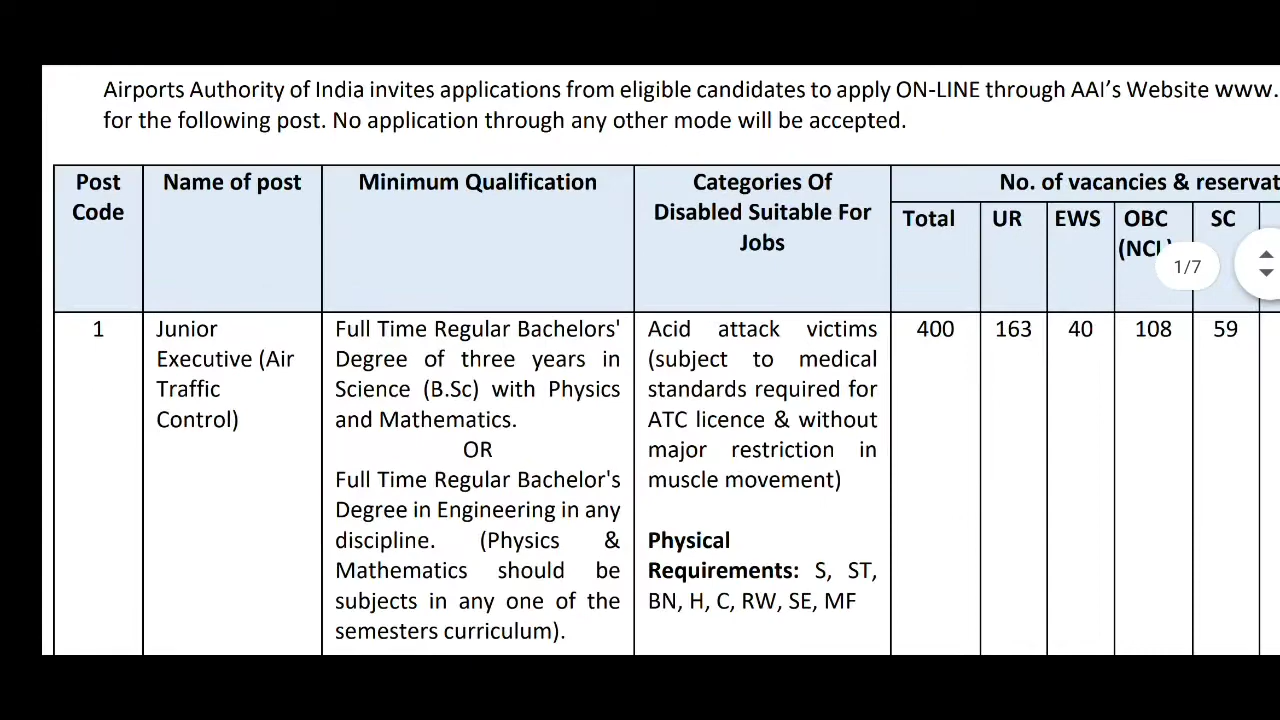 Airports Authority of India invites applications from eligible candidates to apply ON-LINE through AAI's Website www.
for the following post. No application through any other mode will be accepted.
Post Code
Name of post
Minimum Qualification
Categories Of
Disabled Suitable For
Jobs
No. of vacancies & reservat
Total
UR
EWS
OBC
(NCL)
SC
1/7
1
Junior
Executive (Air
Traffic
Control)
Full Time Regular Bachelors'
Degree of three years in
Science (B.Sc) with Physics
and Mathematics.
OR
Full Time Regular Bachelor's
Degree in Engineering in any
discipline. (Physics &
Mathematics should be
subjects in any one of the
semesters curriculum).
Acid attack victims
(subject to medical
standards required for
ATC licence & without
major restriction in
muscle movement)
Physical
Requirements: S, ST,
BN, H, C, RW, SE, MF
400
163
40
108
59